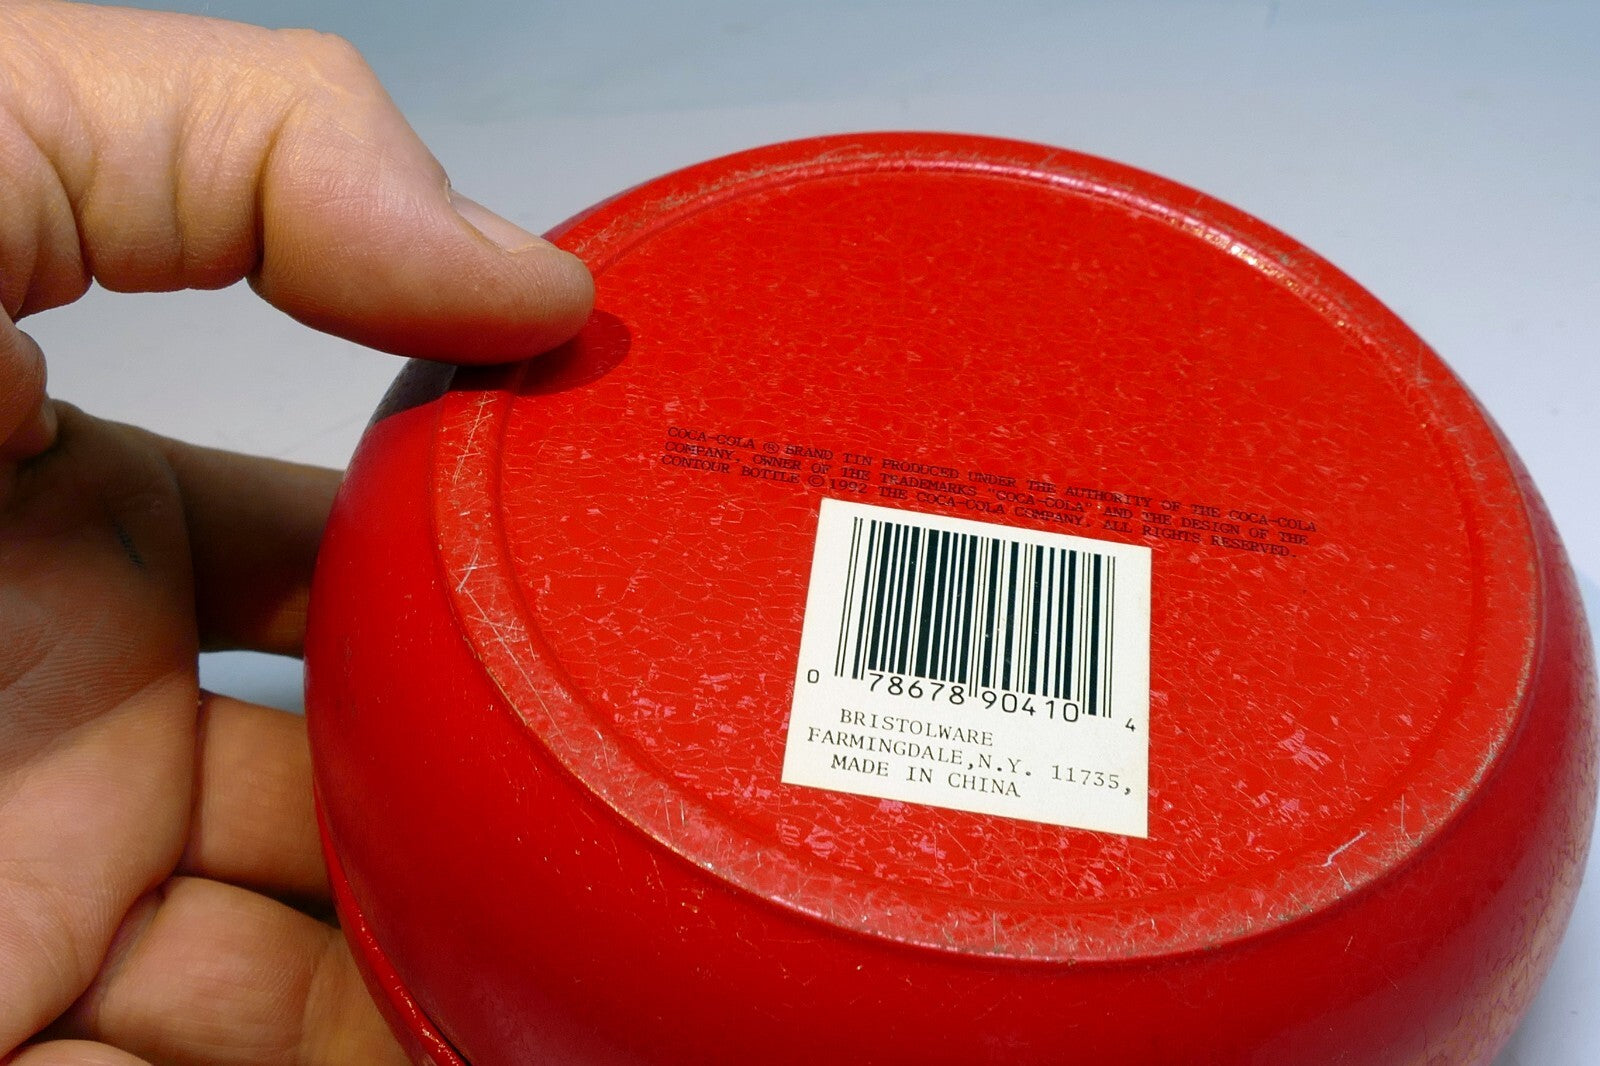 COCA-COLA ® BRAND TIN PRODUCED UNDER THE AUTHORITY OF THE COCA-COLA
COMPANY, OWNER OF THE TRADEMARKS "COCA-COLA" AND THE DESIGN OF THE
CONTOUR BOTTLE © 1992 THE COCA-COLA COMPANY. ALL RIGHTS RESERVED.
0 78678 90410 4
BRISTOLWARE
FARMINGDALE,N.Y. 11735,
MADE IN CHINA